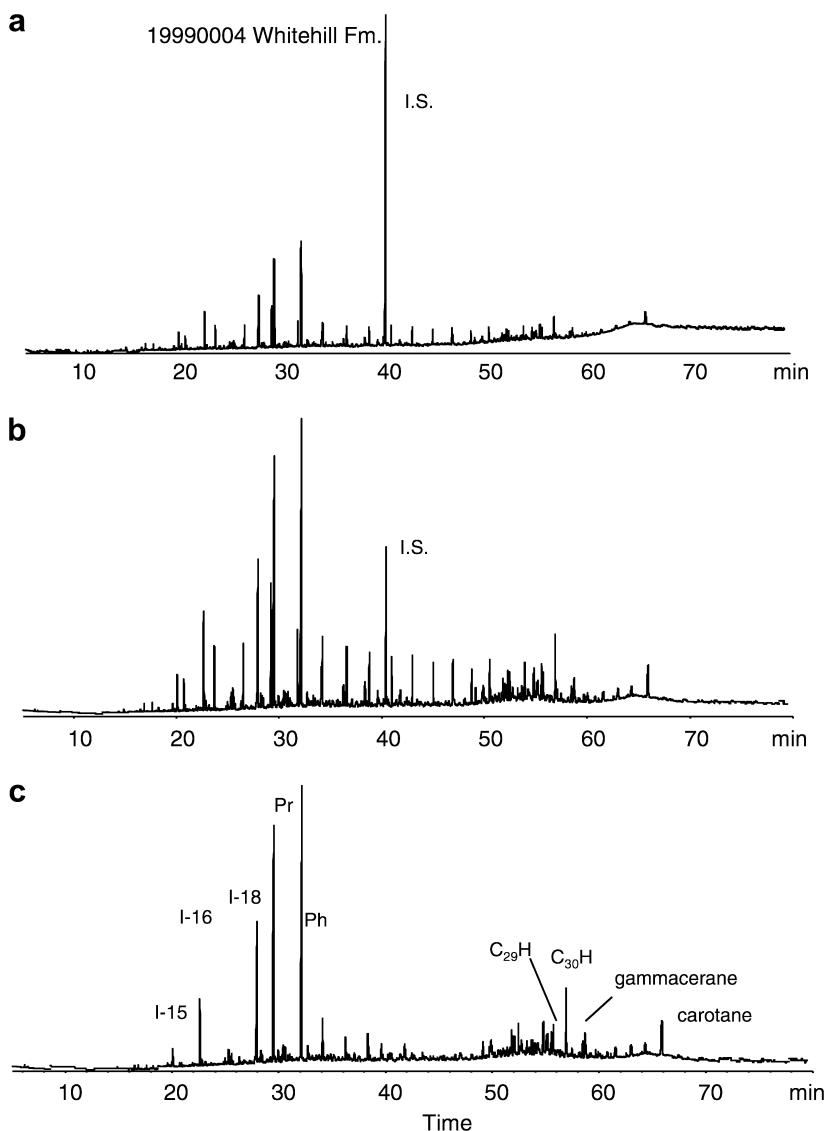 a
19990004 Whitehill Fm.
I.S.
10 20 30 40 50 60 70 min
b
I.S.
10 20 30 40 50 60 70 min
c
Pr
I-18
I-16
Ph
C₂₉H
C₃₀H
gammacerane
I-15
carotane
10 20 30 40 50 60 70 min
Time